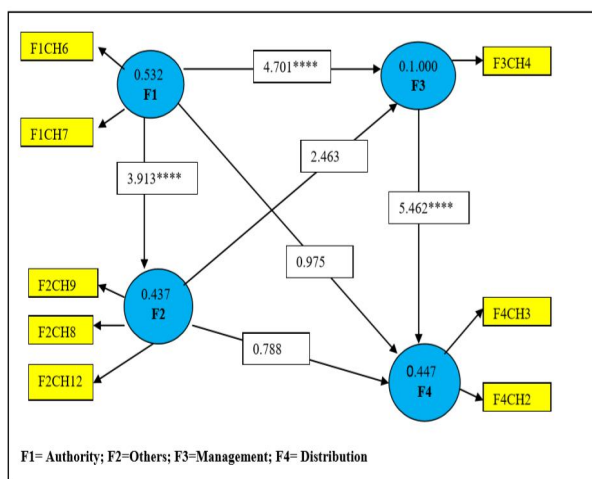 F1CH6
0.532
F1
4.701****
0.1.000
F3
F3CH4
F1CH7
2.463
3.913****
5.462****
0.975
F2CH9
0.437
F2
F2CH8
F2CH12
0.788
F4CH3
0.447
F4
F4CH2
F1= Authority; F2=Others; F3=Management; F4= Distribution